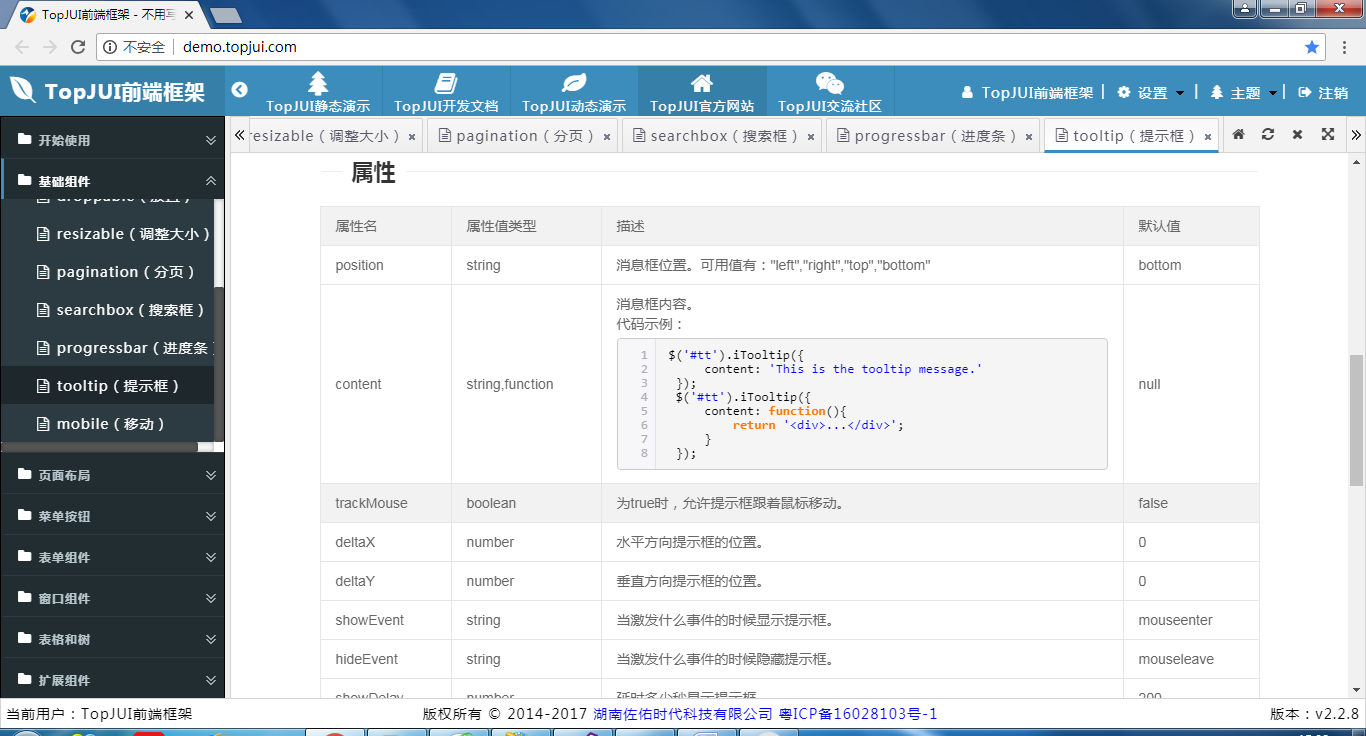 TopJUI前端框架 - 不用写
不安全 demo.topjui.com
TopJUI前端框架 TopJUI静态演示 TopJUI开发文档 TopJUI动态演示 TopJUI官方网站 TopJUI交流社区 TopJUI前端框架 | 设置 | 主题 | 注销
resizable（调整大小） pagination（分页） searchbox（搜索框） progressbar（进度条） tooltip（提示框）
开始使用
基础组件
droppable（放置）
resizable（调整大小）
pagination（分页）
searchbox（搜索框）
progressbar（进度条
tooltip（提示框）
mobile（移动）
页面布局
菜单按钮
表单组件
窗口组件
表格和树
扩展组件
属性
属性名 属性值类型 描述 默认值
position string 消息框位置。可用值有："left","right","top","bottom" bottom
content string,function 消息框内容。 null
代码示例：
1 $('#tt').iTooltip({
2 content: 'This is the tooltip message.'
3 });
4 $('#tt').iTooltip({
5 content: function(){
6 return '<div>...</div>';
7 }
8 });
trackMouse boolean 为true时，允许提示框跟着鼠标移动。 false
deltaX number 水平方向提示框的位置。 0
deltaY number 垂直方向提示框的位置。 0
showEvent string 当激发什么事件的时候显示提示框。 mouseenter
hideEvent string 当激发什么事件的时候隐藏提示框。 mouseleave
showDelay number 延时多少秒显示提示框 200
当前用户：TopJUI前端框架 版权所有 © 2014-2017 湖南佐佑时代科技有限公司 粤ICP备16028103号-1 版本：v2.2.8